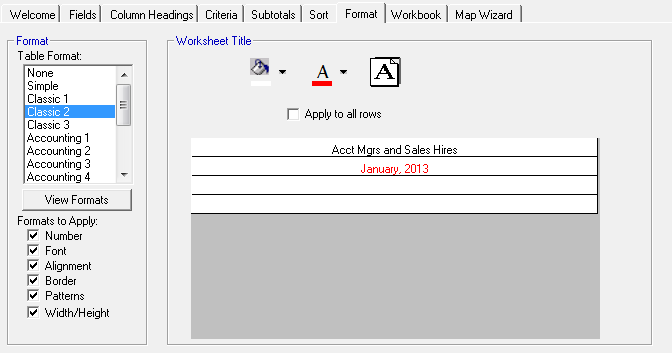 Welcome Fields Column Headings Criteria Subtotals Sort Format Workbook Map Wizard
Format
Table Format:
None
Simple
Classic 1
Classic 2
Classic 3
Accounting 1
Accounting 2
Accounting 3
Accounting 4
View Formats
Formats to Apply:
Number
Font
Alignment
Border
Patterns
Width/Height
Worksheet Title
A A
Apply to all rows
Acct Mgrs and Sales Hires
January, 2013